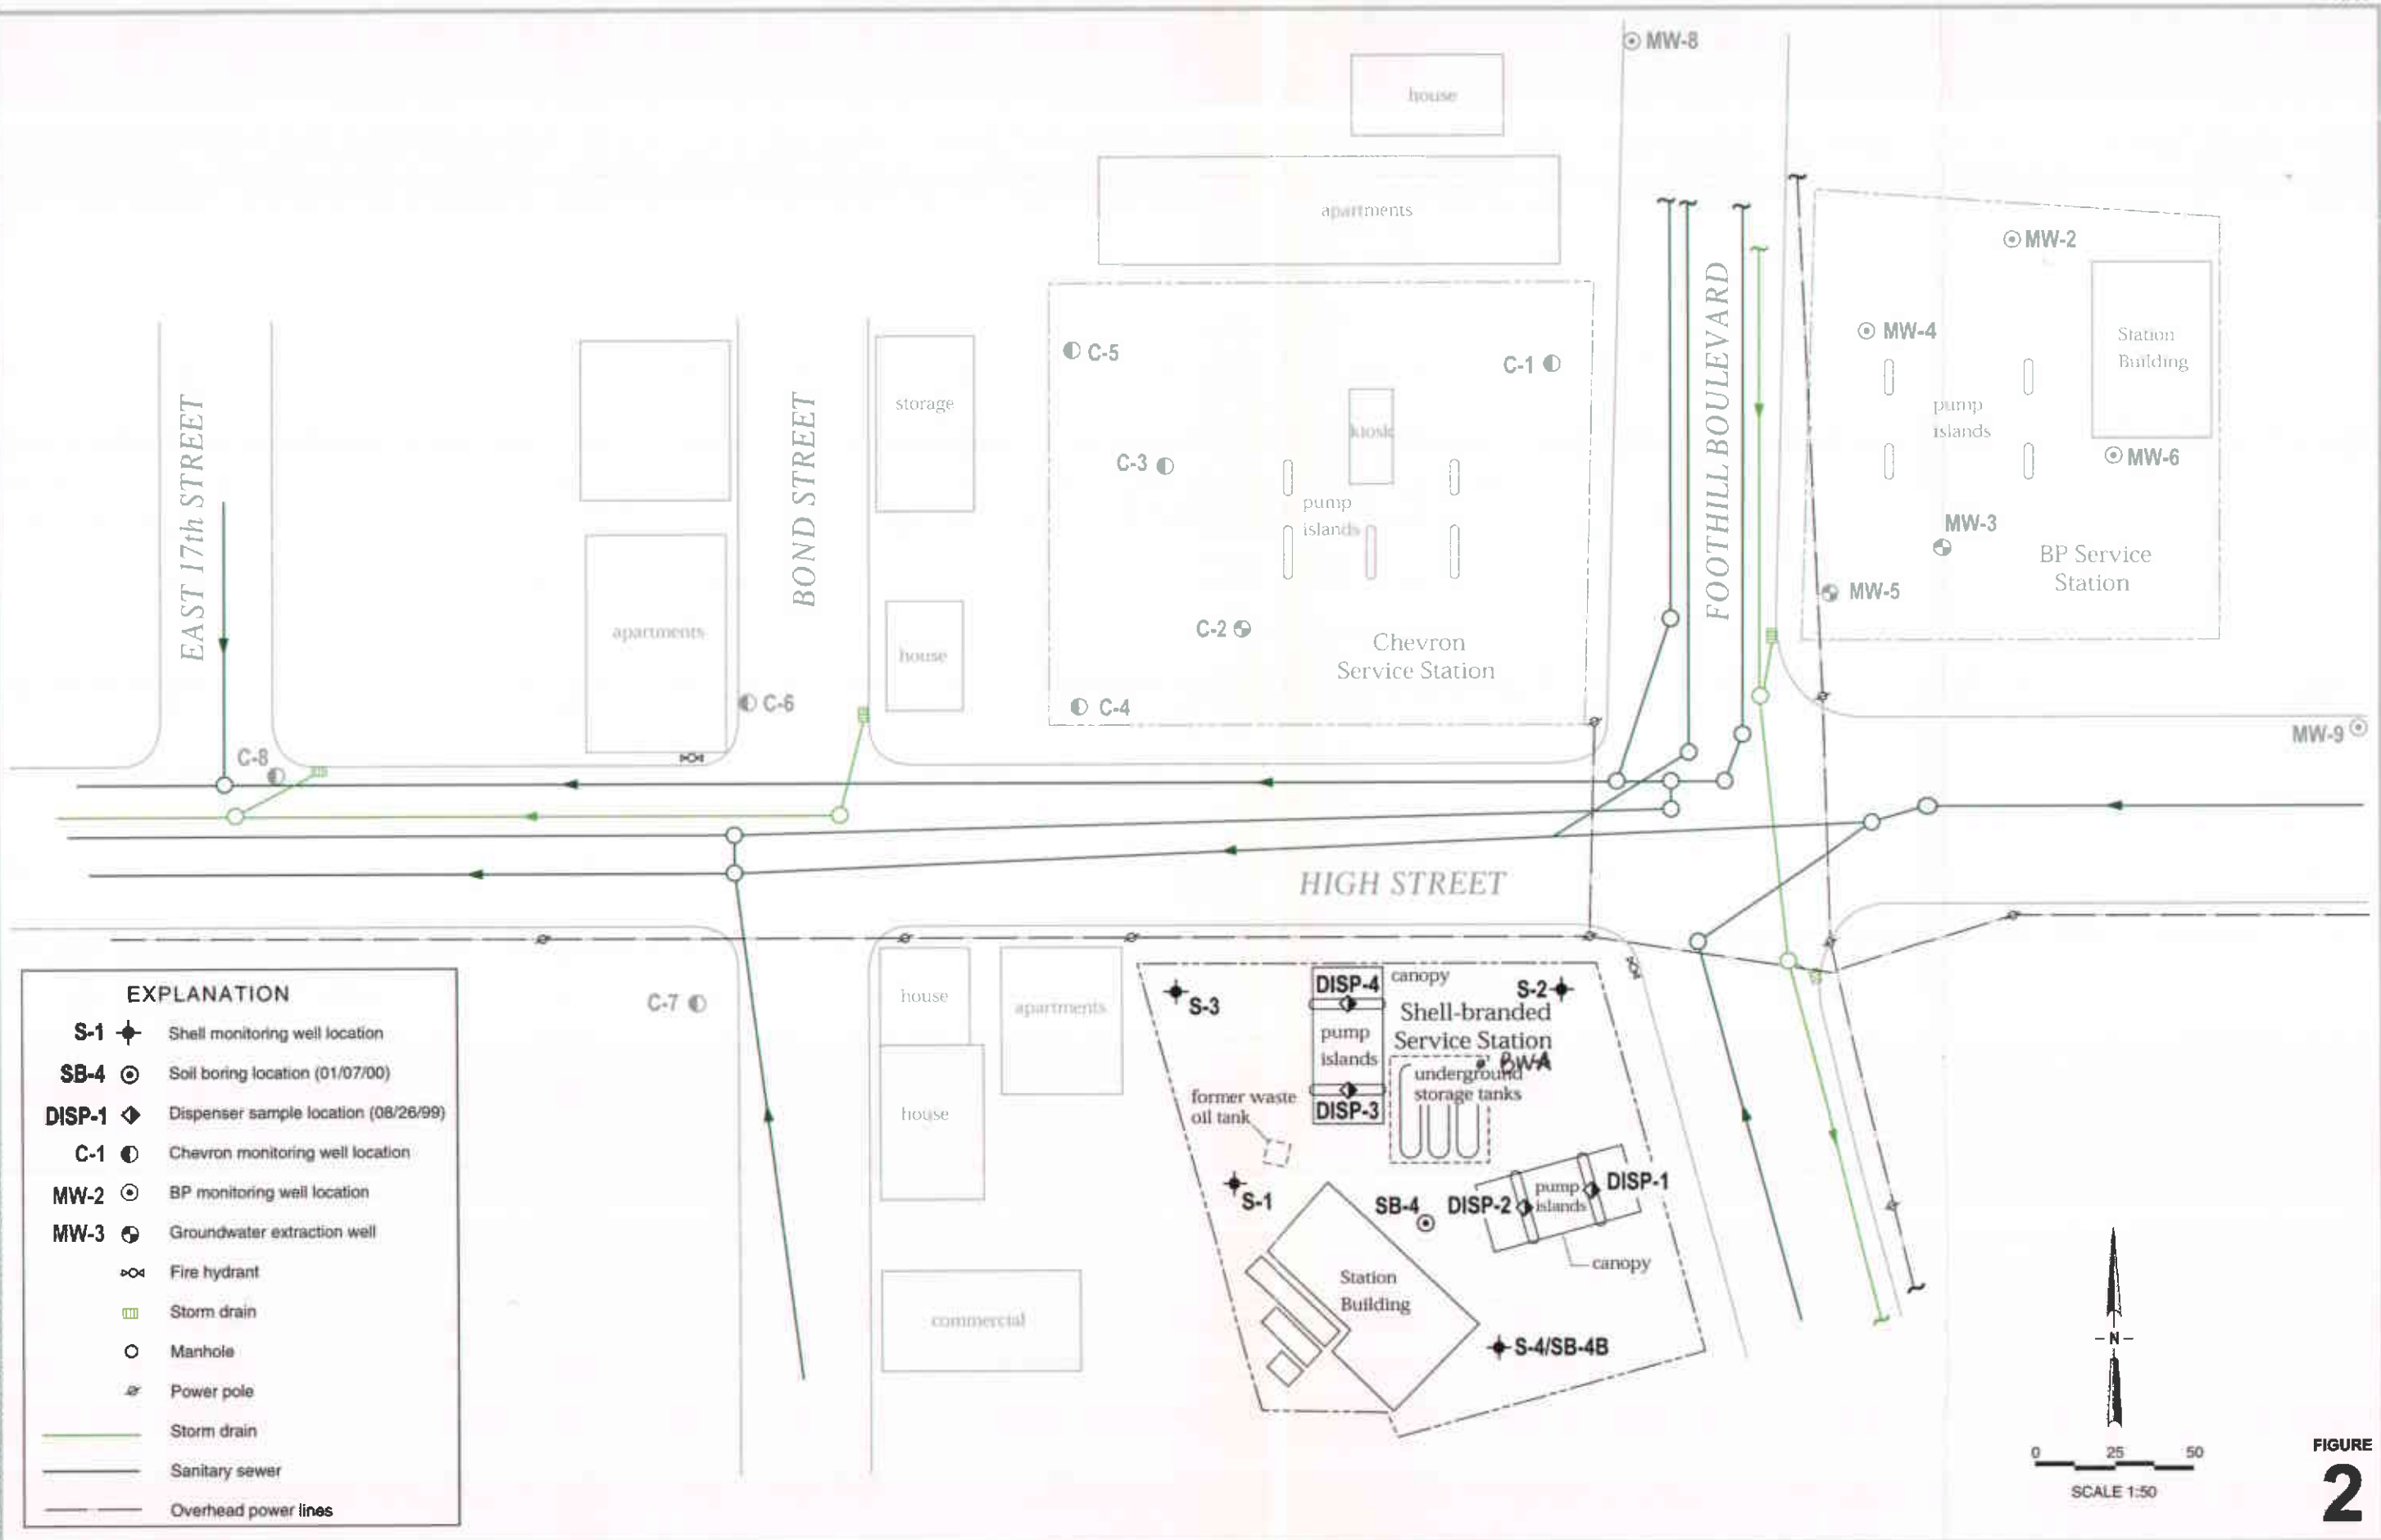 MW-8
house
apartments
MW-2
FOOTHILL BOULEVARD
MW-4
Station
Building
C-5
C-1
EAST 17th STREET
BOND STREET
storage
kiosk
pump
islands
C-3
MW-6
pump
islands
MW-3
BP Service
Station
MW-5
apartments
house
C-2
Chevron
Service Station
C-6
C-4
MW-9
C-8
HIGH STREET
EXPLANATION
S-1 Shell monitoring well location
SB-4 Soil boring location (01/07/00)
DISP-1 Dispenser sample location (08/26/99)
C-1 Chevron monitoring well location
MW-2 BP monitoring well location
MW-3 Groundwater extraction well
Fire hydrant
Storm drain
Manhole
Power pole
Storm drain
Sanitary sewer
Overhead power lines
C-7
house
apartments
house
commercial
S-3
DISP-4
canopy
S-2
Shell-branded
Service Station
pump
islands
BWA
underground
storage tanks
former waste
oil tank
DISP-3
S-1
SB-4
DISP-2
pump
islands
DISP-1
canopy
Station
Building
S-4/SB-4B
N
0 25 50
SCALE 1:50
FIGURE
2